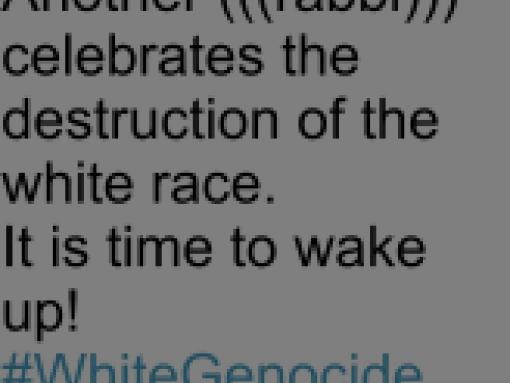 Another (((rabbi)))
celebrates the
destruction of the
white race.
It is time to wake
up!
#WhiteGenocide